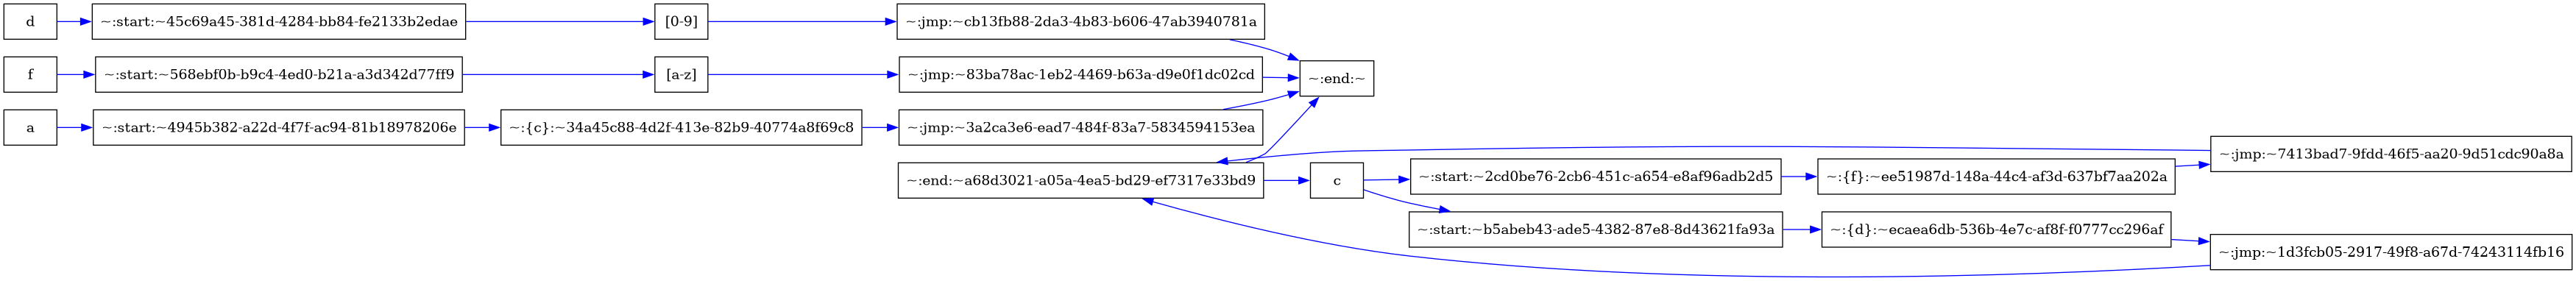 d
~:start:~45c69a45-381d-4284-bb84-fe2133b2edae
[0-9]
~:jmp:~cb13fb88-2da3-4b83-b606-47ab3940781a
f
~:start:~568ebf0b-b9c4-4ed0-b21a-a3d342d77ff9
[a-z]
~:jmp:~83ba78ac-1eb2-4469-b63a-d9e0f1dc02cd
~:end:~
a
~:start:~4945b382-a22d-4f7f-ac94-81b18978206e
~:{c}:~34a45c88-4d2f-413e-82b9-40774a8f69c8
~:jmp:~3a2ca3e6-ead7-484f-83a7-5834594153ea
~:end:~a68d3021-a05a-4ea5-bd29-ef7317e33bd9
c
~:start:~2cd0be76-2cb6-451c-a654-e8af96adb2d5
~:{f}:~ee51987d-148a-44c4-af3d-637bf7aa202a
~:jmp:~7413bad7-9fdd-46f5-aa20-9d51cdc90a8a
~:start:~b5abeb43-ade5-4382-87e8-8d43621fa93a
~:{d}:~ecaea6db-536b-4e7c-af8f-f0777cc296af
~:jmp:~1d3fcb05-2917-49f8-a67d-74243114fb16